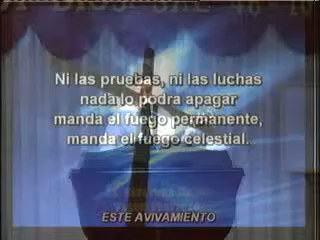 Ni las pruebas, ni las luchas
nada lo podra apagar
manda el fuego permanente,
manda el fuego celestial.
ESTE AVIVAMIENTO